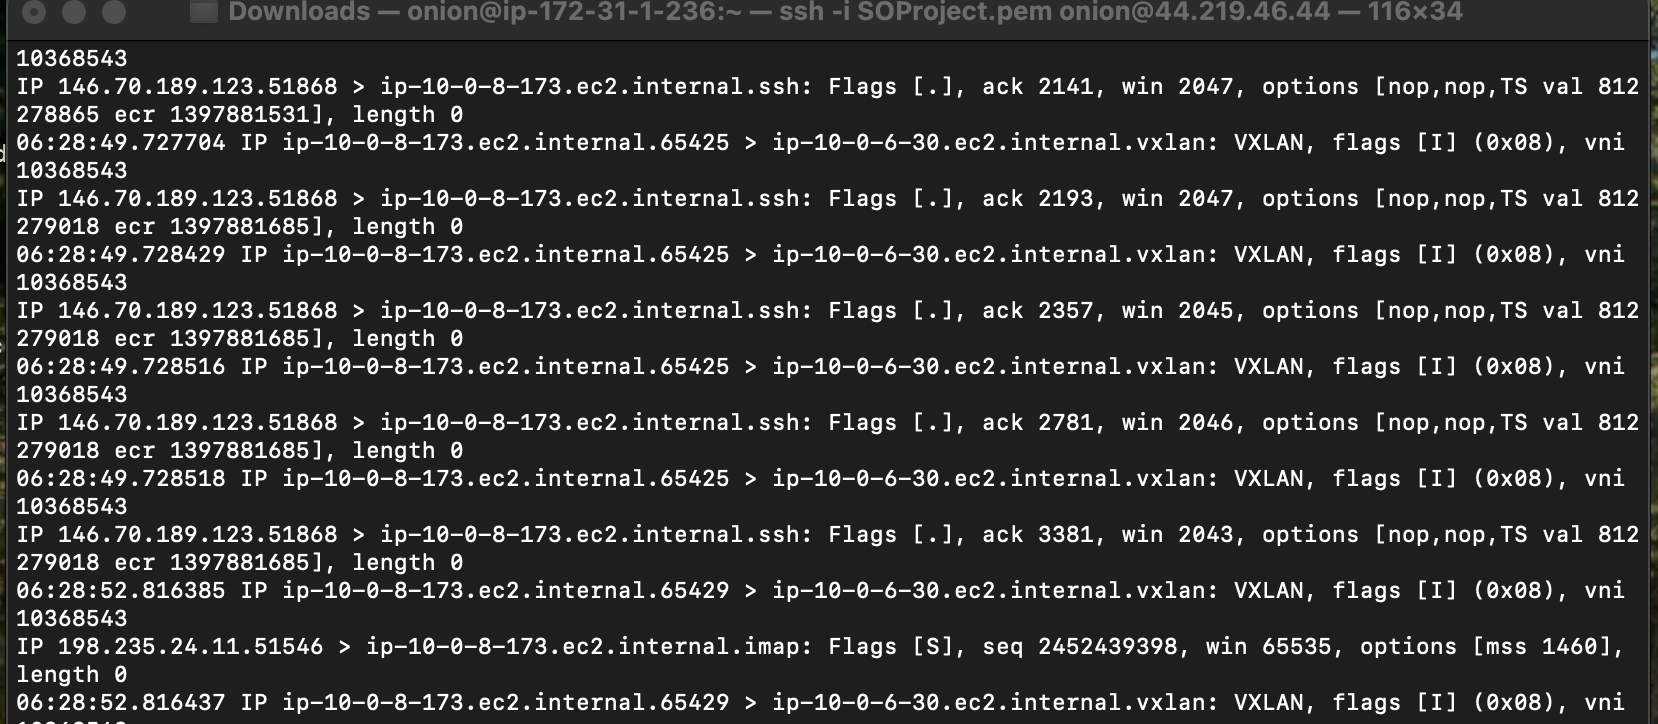 Downloads — onion@ip-172-31-1-236:~ — ssh -i SOProject.pem onion@44.219.46.44 — 116×34
10368543
IP 146.70.189.123.51868 > ip-10-0-8-173.ec2.internal.ssh: Flags [.], ack 2141, win 2047, options [nop,nop,TS val 812
278865 ecr 1397881531], length 0
06:28:49.727704 IP ip-10-0-8-173.ec2.internal.65425 > ip-10-0-6-30.ec2.internal.vxlan: VXLAN, flags [I] (0x08), vni
10368543
IP 146.70.189.123.51868 > ip-10-0-8-173.ec2.internal.ssh: Flags [.], ack 2193, win 2047, options [nop,nop,TS val 812
279018 ecr 1397881685], length 0
06:28:49.728429 IP ip-10-0-8-173.ec2.internal.65425 > ip-10-0-6-30.ec2.internal.vxlan: VXLAN, flags [I] (0x08), vni
10368543
IP 146.70.189.123.51868 > ip-10-0-8-173.ec2.internal.ssh: Flags [.], ack 2357, win 2045, options [nop,nop,TS val 812
279018 ecr 1397881685], length 0
06:28:49.728516 IP ip-10-0-8-173.ec2.internal.65425 > ip-10-0-6-30.ec2.internal.vxlan: VXLAN, flags [I] (0x08), vni
10368543
IP 146.70.189.123.51868 > ip-10-0-8-173.ec2.internal.ssh: Flags [.], ack 2781, win 2046, options [nop,nop,TS val 812
279018 ecr 1397881685], length 0
06:28:49.728518 IP ip-10-0-8-173.ec2.internal.65425 > ip-10-0-6-30.ec2.internal.vxlan: VXLAN, flags [I] (0x08), vni
10368543
IP 146.70.189.123.51868 > ip-10-0-8-173.ec2.internal.ssh: Flags [.], ack 3381, win 2043, options [nop,nop,TS val 812
279018 ecr 1397881685], length 0
06:28:52.816385 IP ip-10-0-8-173.ec2.internal.65429 > ip-10-0-6-30.ec2.internal.vxlan: VXLAN, flags [I] (0x08), vni
10368543
IP 198.235.24.11.51546 > ip-10-0-8-173.ec2.internal.imap: Flags [S], seq 2452439398, win 65535, options [mss 1460],
length 0
06:28:52.816437 IP ip-10-0-8-173.ec2.internal.65429 > ip-10-0-6-30.ec2.internal.vxlan: VXLAN, flags [I] (0x08), vni